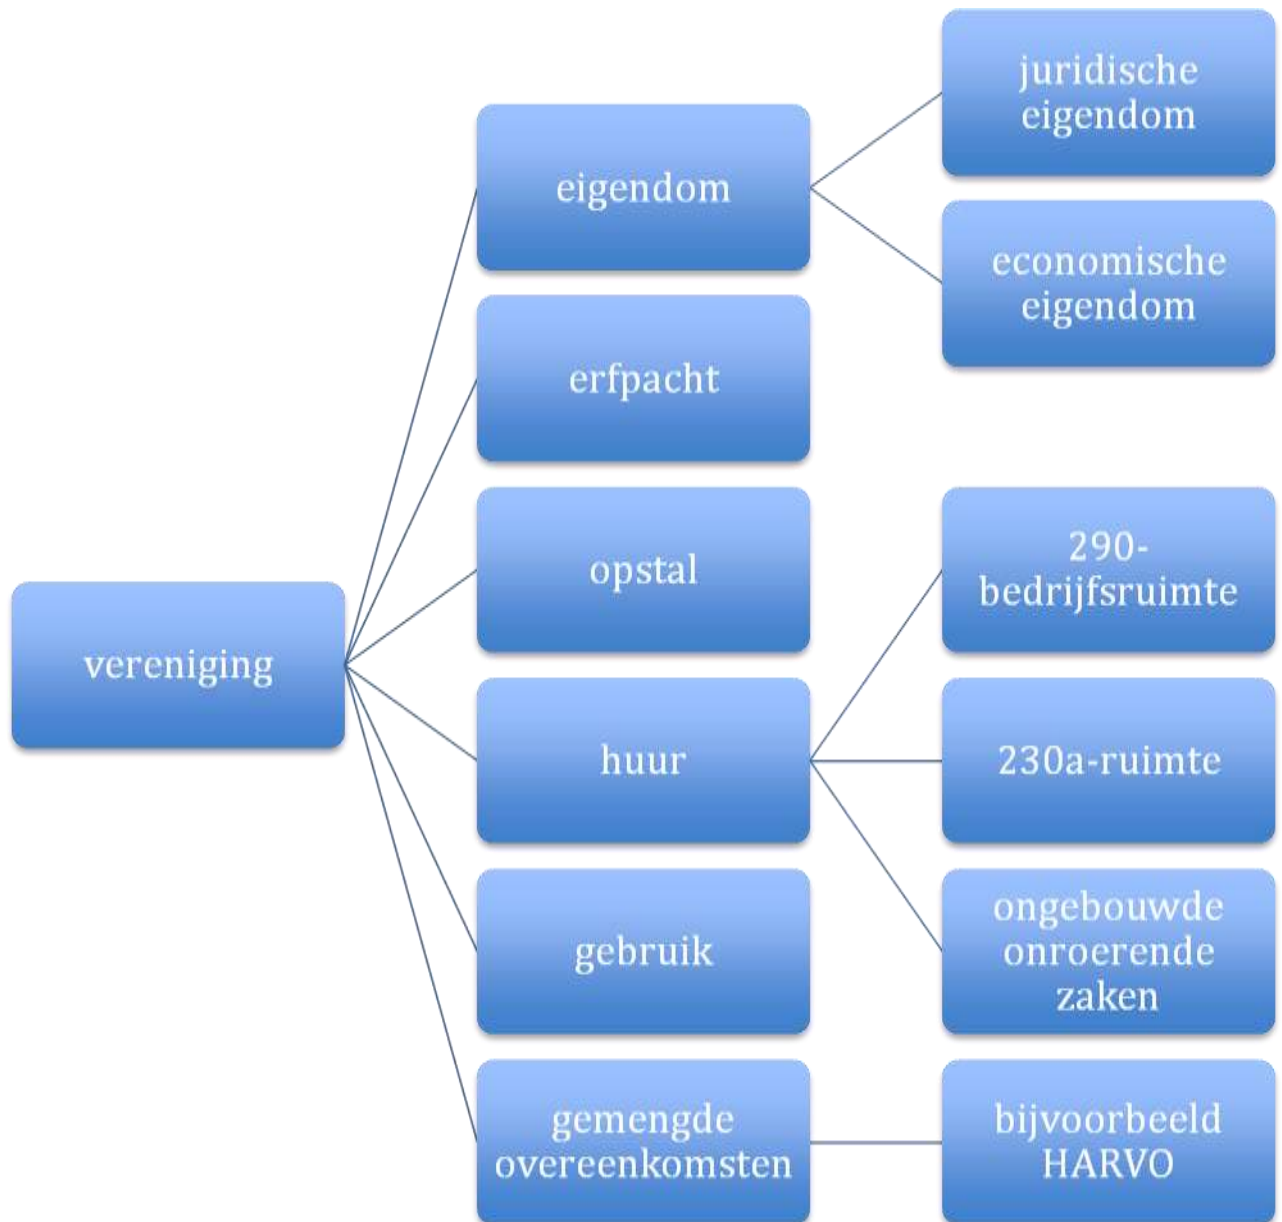 vereniging
eigendom
juridische
eigendom
economische
eigendom
erfpacht
opstal
huur
290-
bedrijfsruimte
230a-ruimte
ongebouwde
onroerende
zaken
gebruik
gemengde
overeenkomsten
bijvoorbeeld
HARVO